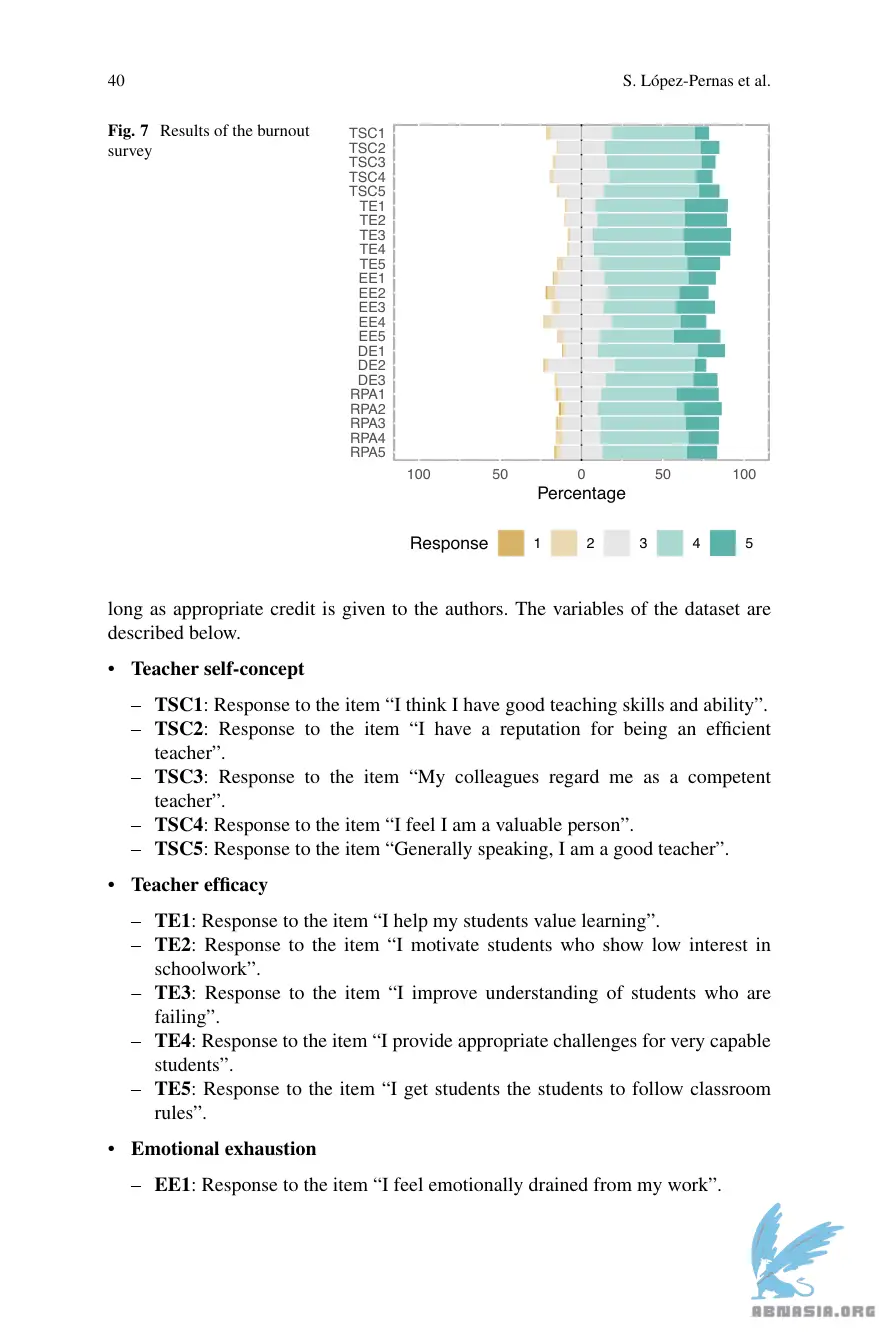 40
S. López-Pernas et al.
Fig. 7 Results of the burnout
survey
TSC1
TSC2
TSC3
TSC4
TSC5
TE1
TE2
TE3
TE4
TE5
EE1
EE2
EE3
EE4
EE5
DE1
DE2
DE3
RPA1
RPA2
RPA3
RPA4
RPA5
100 50 0 50 100
Percentage
Response 1 2 3 4 5
long as appropriate credit is given to the authors. The variables of the dataset are
described below.
• Teacher self-concept
– TSC1: Response to the item “I think I have good teaching skills and ability”.
– TSC2: Response to the item “I have a reputation for being an efficient
teacher”.
– TSC3: Response to the item “My colleagues regard me as a competent
teacher”.
– TSC4: Response to the item “I feel I am a valuable person”.
– TSC5: Response to the item “Generally speaking, I am a good teacher”.
• Teacher efficacy
– TE1: Response to the item “I help my students value learning”.
– TE2: Response to the item “I motivate students who show low interest in
schoolwork”.
– TE3: Response to the item “I improve understanding of students who are
failing”.
– TE4: Response to the item “I provide appropriate challenges for very capable
students”.
– TE5: Response to the item “I get students the students to follow classroom
rules”.
• Emotional exhaustion
– EE1: Response to the item “I feel emotionally drained from my work”.
ABNASIA.ORG